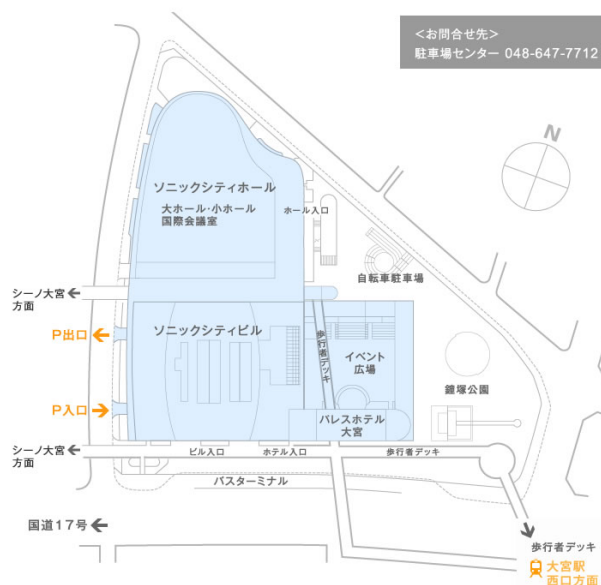 ＜お問合せ先＞
駐車場センター 048-647-7712
N
ソニックシティホール
大ホール・小ホール
国際会議室
ホール入口
自転車駐車場
シーノ大宮
方面
P出口
ソニックシティビル
歩行者デッキ
イベント
広場
鐘塚公園
P入口
パレスホテル
大宮
シーノ大宮
方面
ビル入口
ホテル入口
歩行者デッキ
バスターミナル
国道17号
歩行者デッキ
大宮駅
西口方面